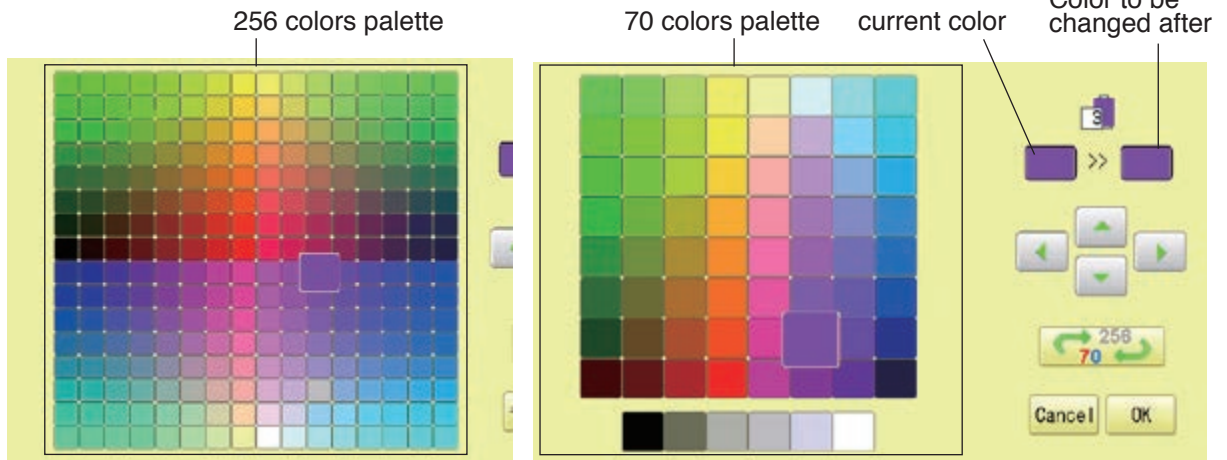 Color to be
256 colors palette
70 colors palette
current color
changed after
3
>>
256
70
Cancel
OK